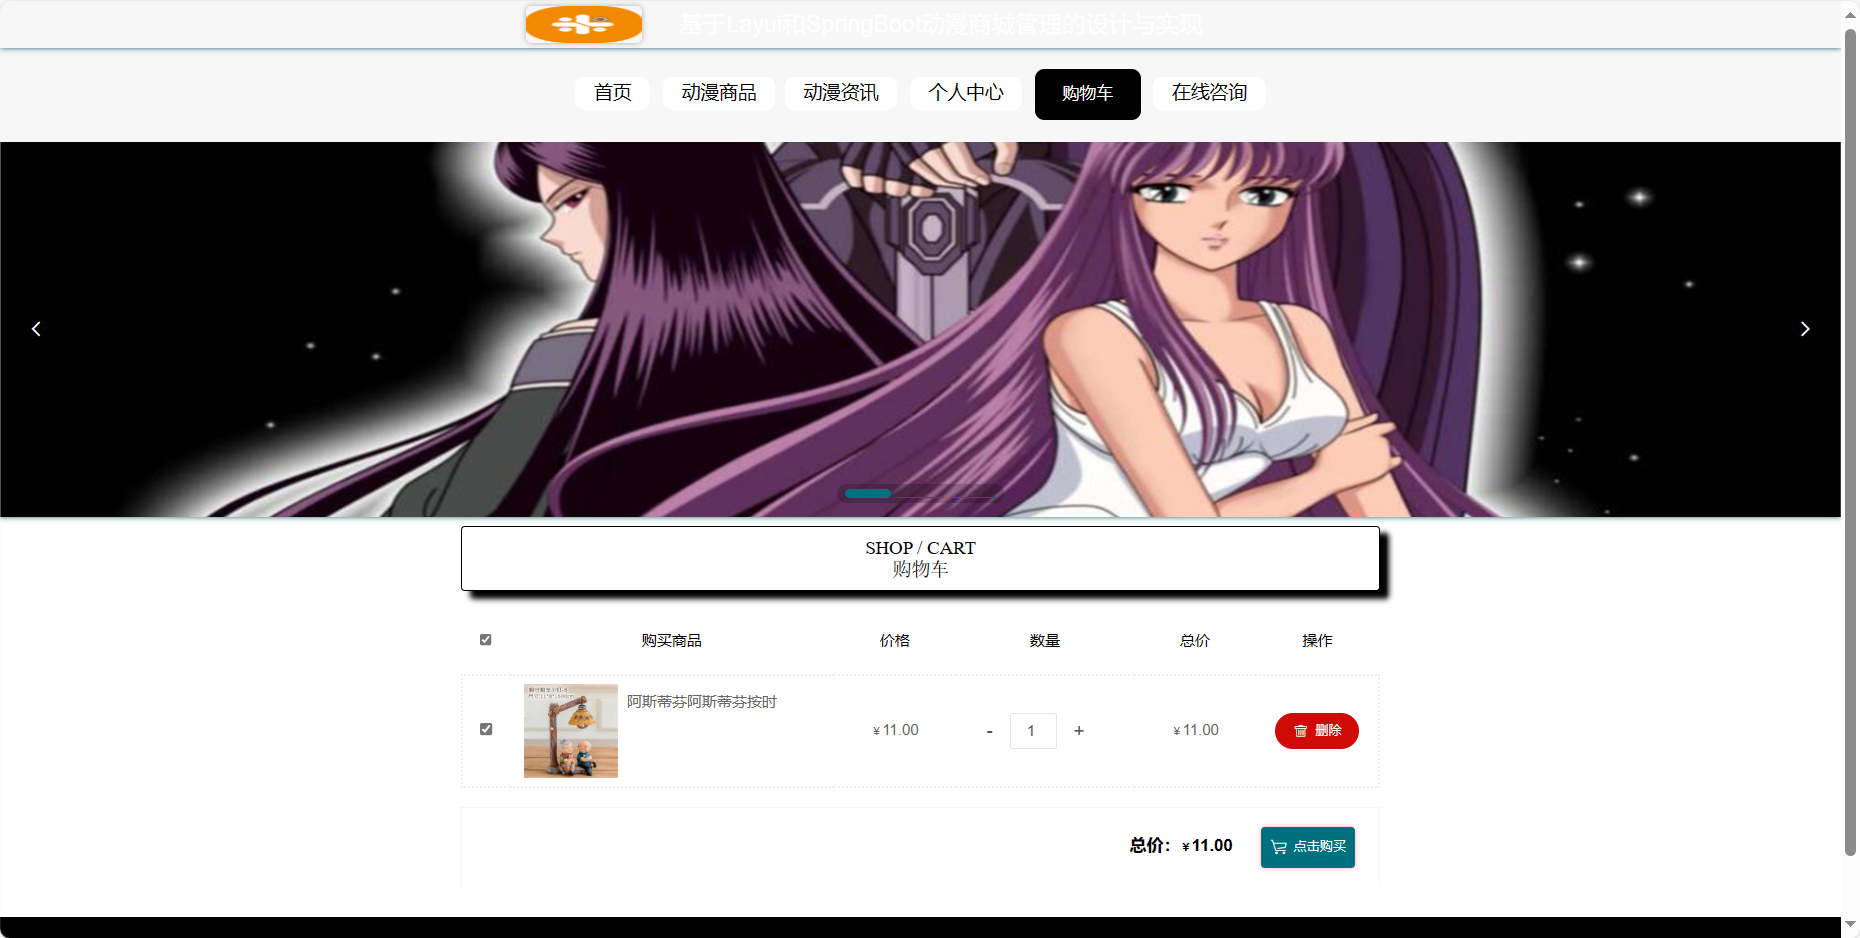 基于Layui和SpringBoot动漫商城管理的设计与实现
首页 动漫商品 动漫资讯 个人中心 购物车 在线咨询
SHOP / CART
购物车
购买商品 价格 数量 总价 操作
阿斯蒂芬阿斯蒂芬按时
¥ 11.00 - 1 + ¥ 11.00 删除
总价：¥ 11.00 点击购买